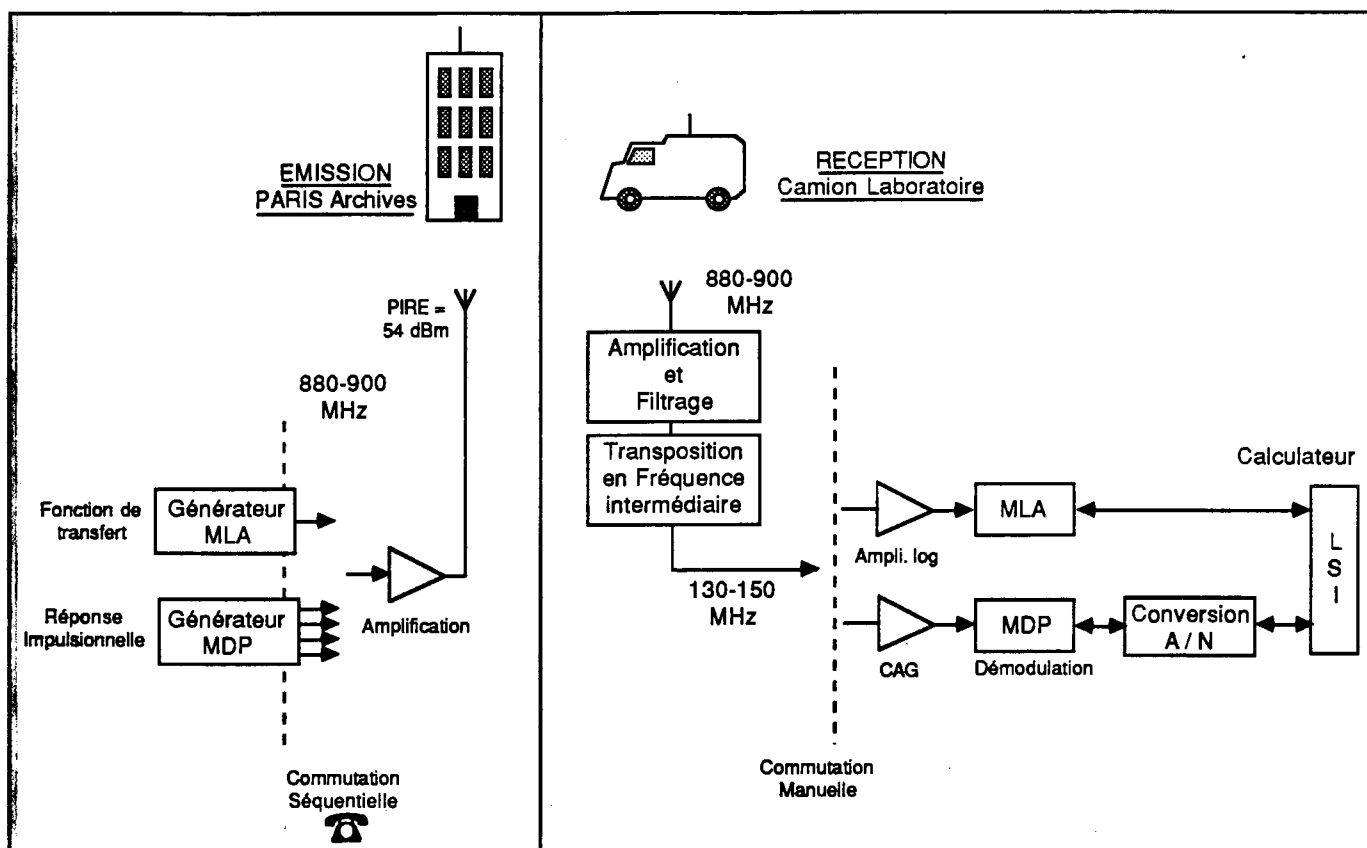 EMISSION
PARIS Archives
PIRE =
54 dBm
880-900
MHz
Fonction de
transfert
Générateur
MLA
Réponse
Impulsionnelle
Générateur
MDP
Amplification
Commutation
Séquentielle
RECEPTION
Camion Laboratoire
880-900
MHz
Amplification
et
Filtrage
Transposition
en Fréquence
intermédiaire
130-150
MHz
Commutation
Manuelle
Ampli. log
MLA
CAG
MDP
Démodulation
Conversion
A / N
Calculateur
L
S
I